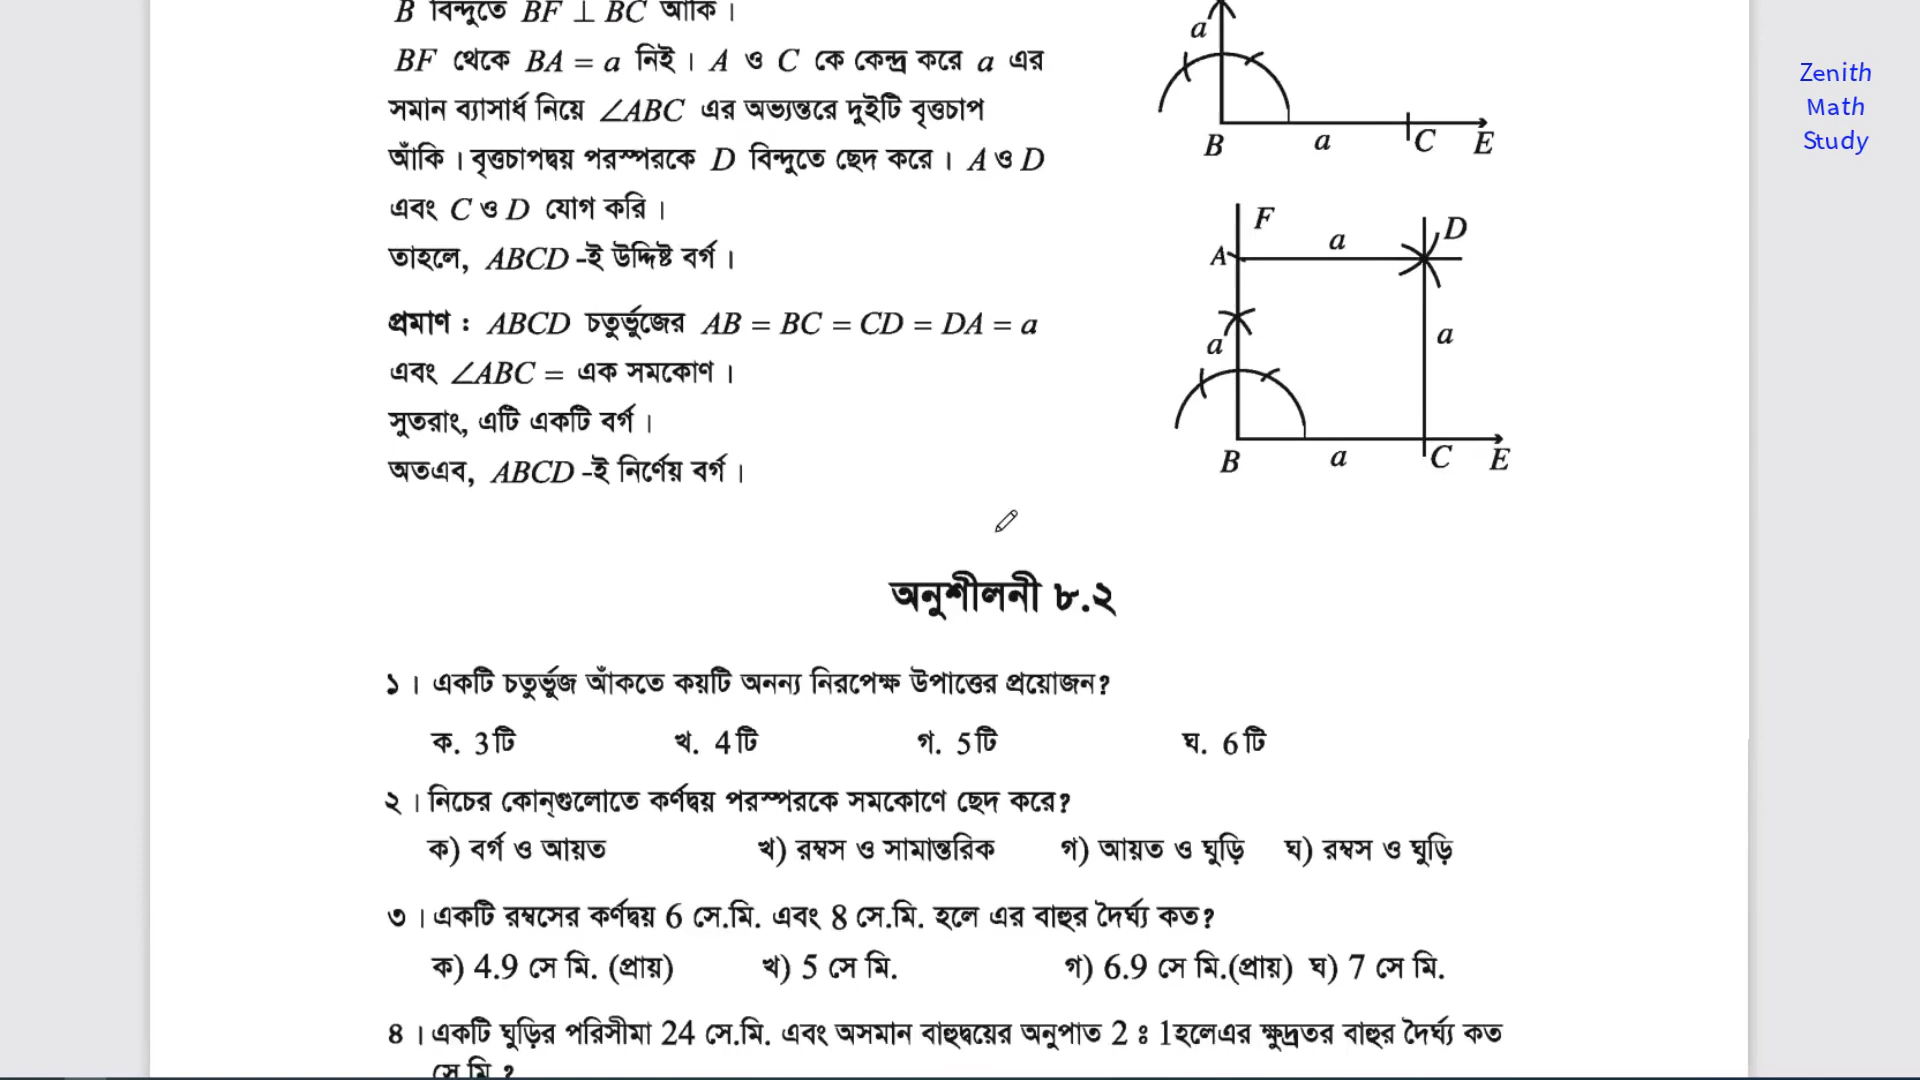 B বিন্দুতে BF ⊥ BC আঁকি ।
BF থেকে BA = a নিই । A ও C কে কেন্দ্র করে a এর
সমান ব্যাসার্ধ নিয়ে ∠ABC এর অভ্যন্তরে দুইটি বৃত্তচাপ
আঁকি । বৃত্তচাপদ্বয় পরস্পরকে D বিন্দুতে ছেদ করে । A ও D
এবং C ও D যোগ করি ।
তাহলে, ABCD -ই উদ্দিষ্ট বর্গ ।
প্রমাণ : ABCD চতুর্ভুজের AB = BC = CD = DA = a
এবং ∠ABC = এক সমকোণ ।
সুতরাং, এটি একটি বর্গ ।
অতএব, ABCD -ই নির্ণেয় বর্গ ।
a
B a C E
F
A a D
a a
B a C E
Zenith
Math
Study
অনুশীলনী ৮.২
১ । একটি চতুর্ভুজ আঁকতে কয়টি অনন্য নিরপেক্ষ উপাত্তের প্রয়োজন?
ক. 3টি খ. 4টি গ. 5টি ঘ. 6টি
২ । নিচের কোন্গুলোতে কর্ণদ্বয় পরস্পরকে সমকোণে ছেদ করে?
ক) বর্গ ও আয়ত খ) রম্বস ও সামান্তরিক গ) আয়ত ও ঘুড়ি ঘ) রম্বস ও ঘুড়ি
৩ । একটি রম্বসের কর্ণদ্বয় 6 সে.মি. এবং 8 সে.মি. হলে এর বাহুর দৈর্ঘ্য কত?
ক) 4.9 সে মি. (প্রায়) খ) 5 সে মি. গ) 6.9 সে মি.(প্রায়) ঘ) 7 সে মি.
৪ । একটি ঘুড়ির পরিসীমা 24 সে.মি. এবং অসমান বাহুদ্বয়ের অনুপাত 2 ঃ 1হলেএর ক্ষুদ্রতর বাহুর দৈর্ঘ্য কত
সে মি ?